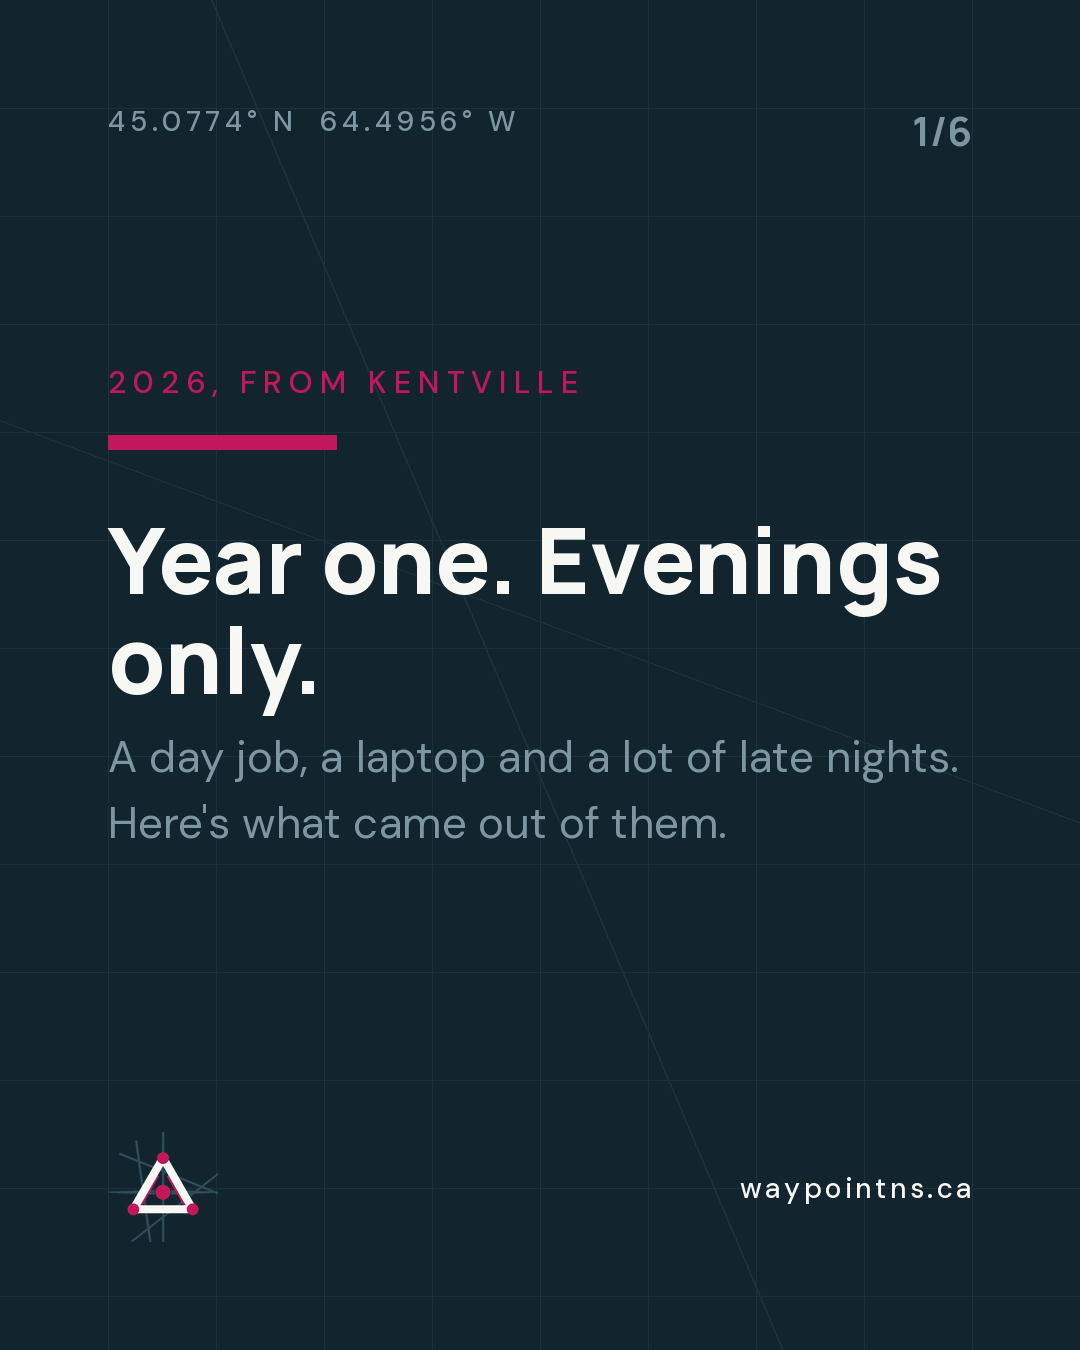 45.0774° N  64.4956° W
1/6
2026, FROM KENTVILLE
Year one. Evenings
only.
A day job, a laptop and a lot of late nights.
Here's what came out of them.
waypointns.ca